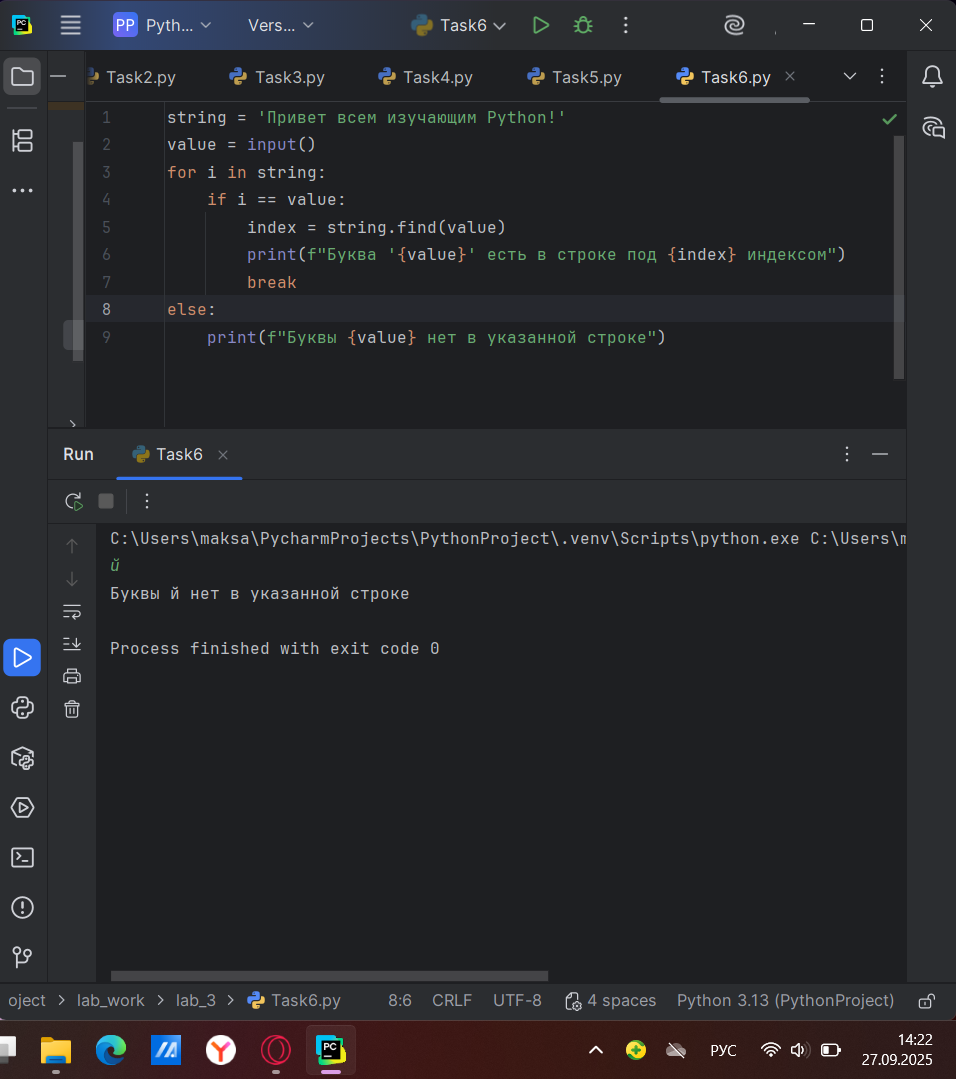 PC PP Pyth... Vers... Task6
Task2.py Task3.py Task4.py Task5.py Task6.py
1 string = 'Привет всем изучающим Python!'
2 value = input()
3 for i in string:
4 if i == value:
5 index = string.find(value)
6 print(f"Буква '{value}' есть в строке под {index} индексом")
7 break
8 else:
9 print(f"Буквы {value} нет в указанной строке")
Run Task6
C:\Users\maksa\PycharmProjects\PythonProject\.venv\Scripts\python.exe C:\Users\m
й
Буквы й нет в указанной строке
Process finished with exit code 0
oject > lab_work > lab_3 > Task6.py 8:6 CRLF UTF-8 4 spaces Python 3.13 (PythonProject)
PC РУС 14:22
27.09.2025